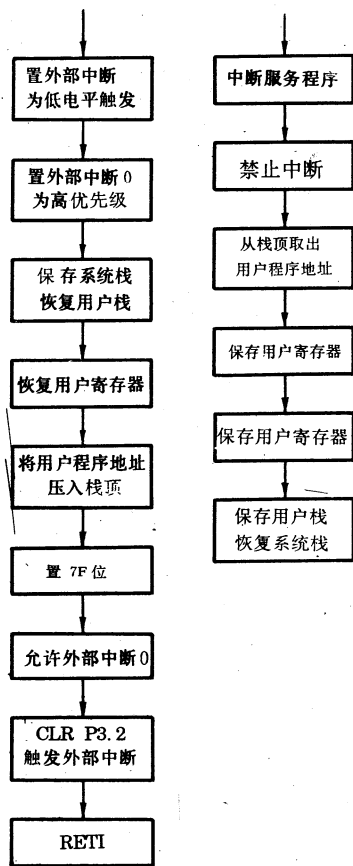 置外部中断
为低电平触发
置外部中断0
为高优先级
保存系统栈
恢复用户栈
恢复用户寄存器
将用户程序地址
压入栈顶
置 7F 位
允许外部中断0
CLR P3.2
触发外部中断
RETI
中断服务程序
禁止中断
从栈顶取出
用户程序地址
保存用户寄存器
保存用户寄存器
保存用户栈
恢复系统栈